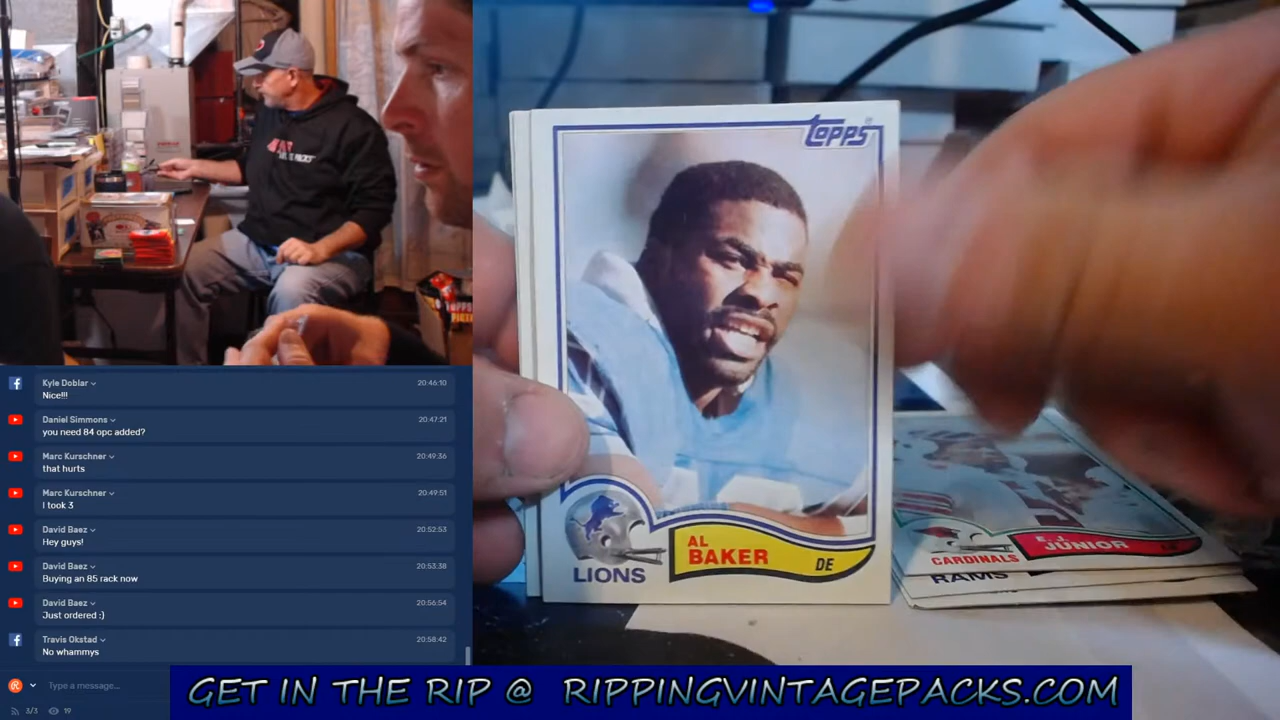 Kyle Doblar
20:46:10
Nice!!!
Daniel Simmons
20:47:21
you need 84 opc added?
Marc Kurschner
20:49:36
that hurts
Marc Kurschner
20:49:51
I took 3
David Baez
20:52:53
Hey guys!
David Baez
20:53:38
Buying an 85 rack now
David Baez
20:56:54
Just ordered :)
Travis Okstad
20:58:42
No whammys
Type a message...
3/3 19
topps®
AL
BAKER DE
LIONS
E. J.
JUNIOR
CARDINALS
RAMS
GET IN THE RIP @ RIPPINGVINTAGEPACKS.COM